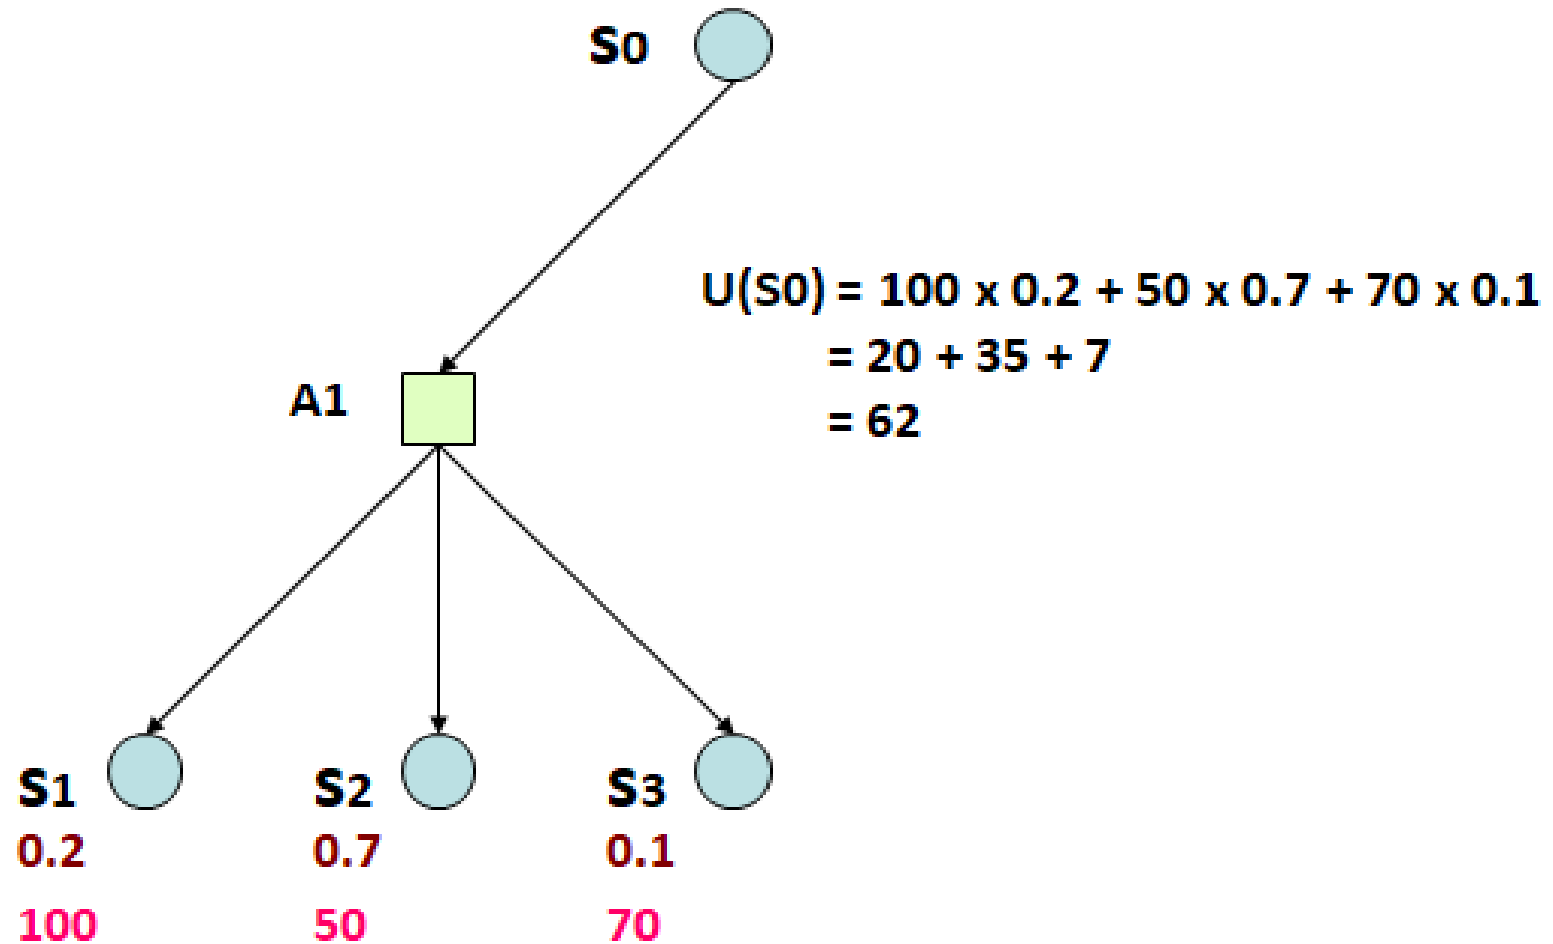 S0
U(S0) = 100 x 0.2 + 50 x 0.7 + 70 x 0.1
= 20 + 35 + 7
A1
= 62
S1 S2 S3
0.2 0.7 0.1
100 50 70